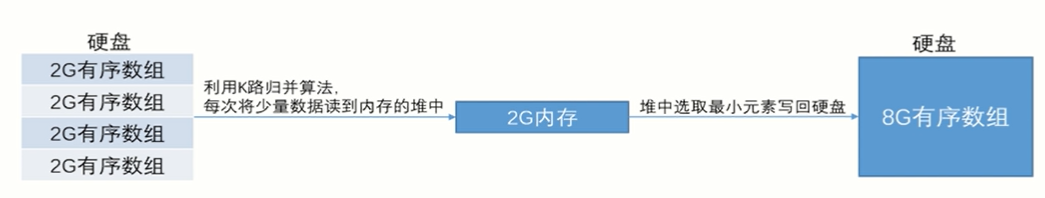 硬盘
2G有序数组
2G有序数组
2G有序数组
2G有序数组
利用K路归并算法,
每次将少量数据读到内存的堆中
2G内存
堆中选取最小元素写回硬盘
硬盘
8G有序数组